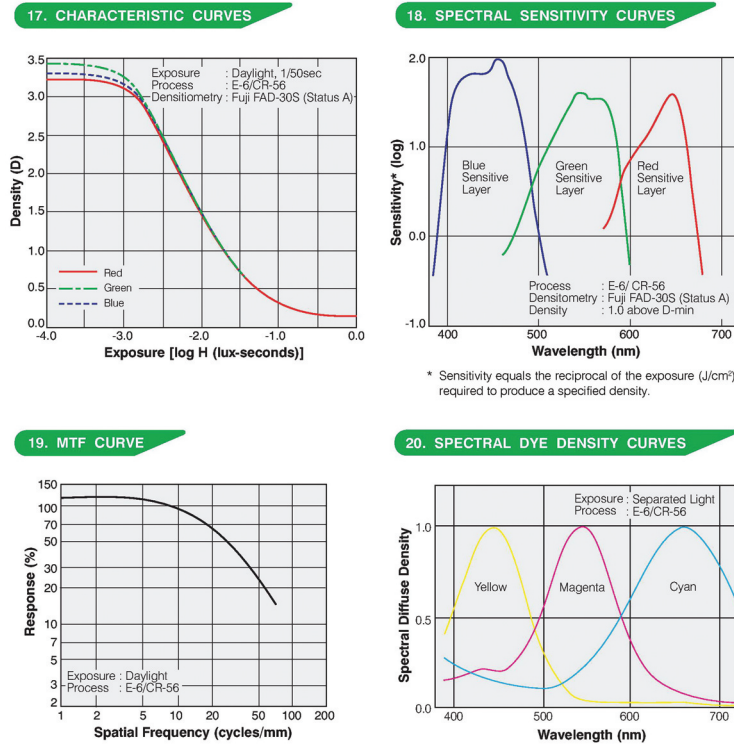 17. CHARACTERISTIC CURVES
3.5
3.0
2.5
2.0
1.5
1.0
0.5
0.0
Density (D)
Exposure : Daylight, 1/50sec
Process : E-6/CR-56
Densitiometry : Fuji FAD-30S (Status A)
Red
Green
Blue
-4.0 -3.0 -2.0 -1.0 0.0
Exposure [log H (lux-seconds)]
18. SPECTRAL SENSITIVITY CURVES
2.0
1.0
0.0
-1.0
Sensitivity* (log)
Blue
Sensitive
Layer
Green
Sensitive
Layer
Red
Sensitive
Layer
Process : E-6/ CR-56
Densitometry : Fuji FAD-30S (Status A)
Density : 1.0 above D-min
400 500 600 700
Wavelength (nm)
* Sensitivity equals the reciprocal of the exposure (J/cm²)
required to produce a specified density.
19. MTF CURVE
150
100
70
50
30
20
10
7
5
3
2
Response (%)
Exposure : Daylight
Process : E-6/CR-56
1 2 5 10 20 50 100 200
Spatial Frequency (cycles/mm)
20. SPECTRAL DYE DENSITY CURVES
1.0
0.5
0.0
Spectral Diffuse Density
Exposure : Separated Light
Process : E-6/CR-56
Yellow
Magenta
Cyan
400 500 600 700
Wavelength (nm)